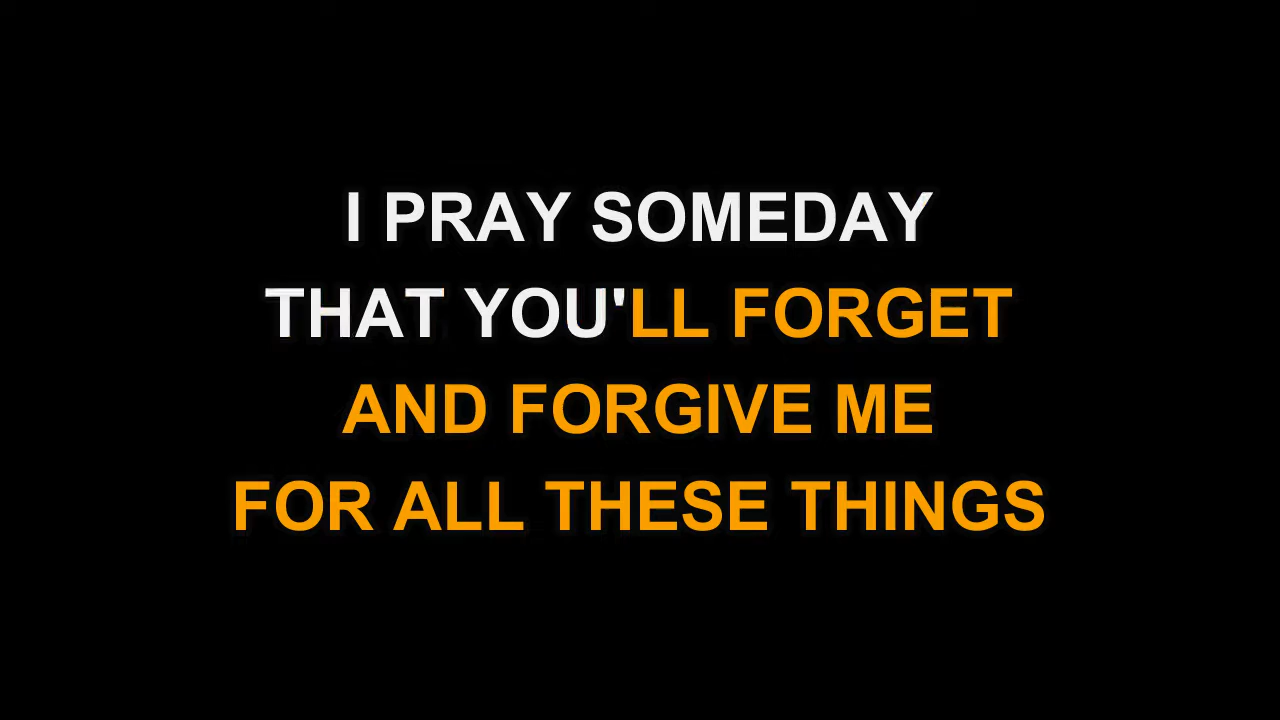 I PRAY SOMEDAY
THAT YOU'LL FORGET
AND FORGIVE ME
FOR ALL THESE THINGS